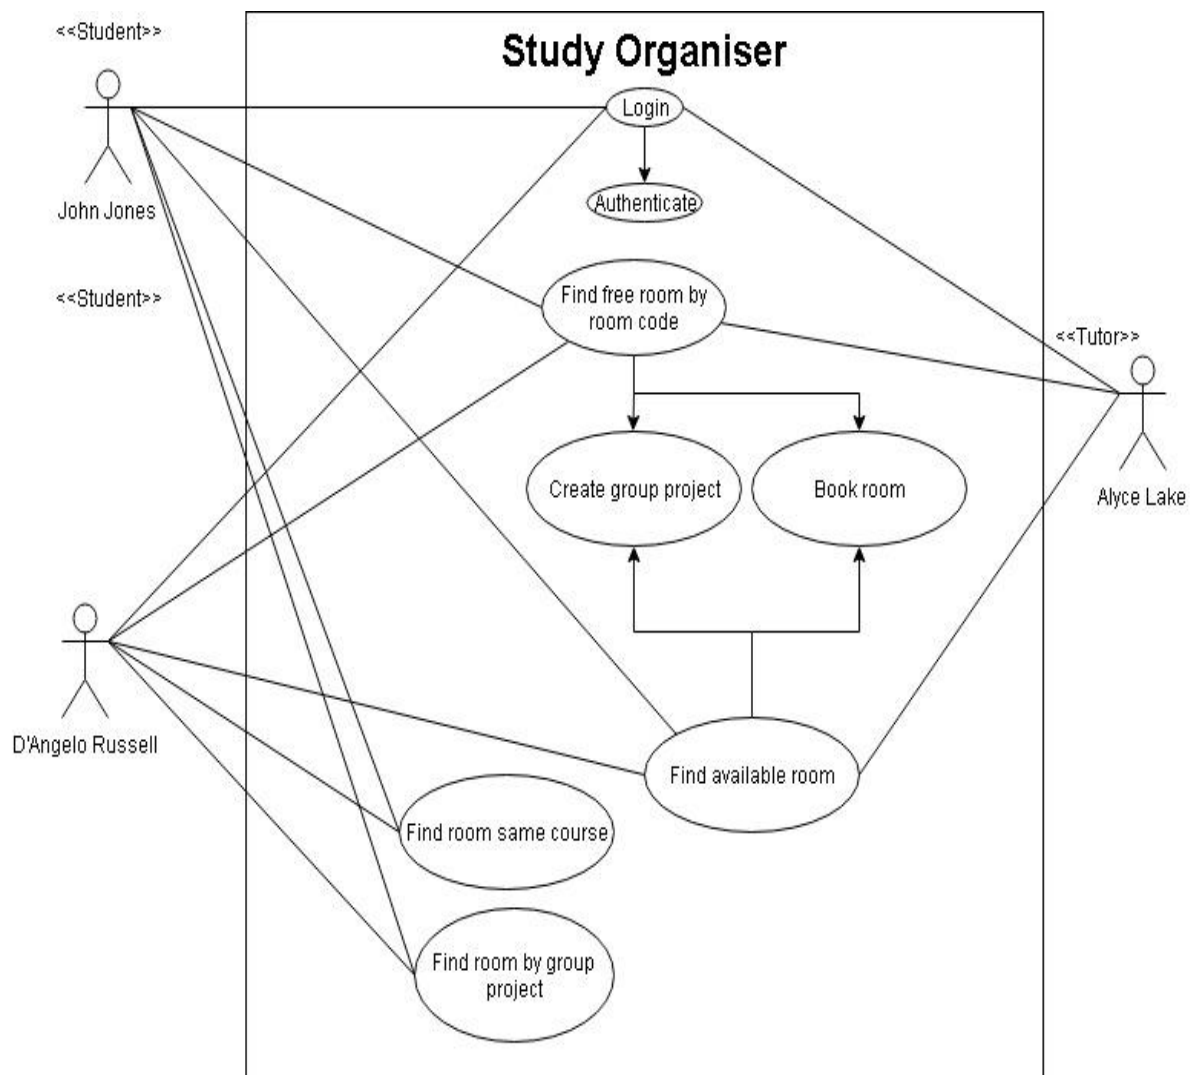 <<Student>>
Study Organiser
Login
John Jones
Authenticate
<<Student>>
Find free room by
room code
<<Tutor>>
Create group project
Book room
Alyce Lake
D'Angelo Russell
Find available room
Find room same course
Find room by group
project